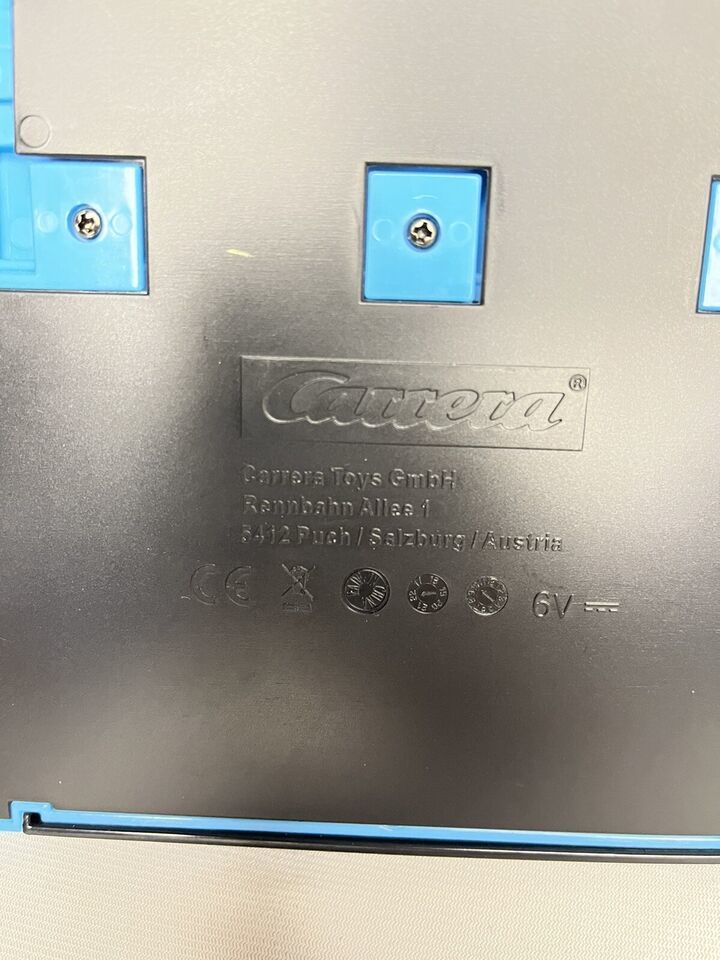 Carrera®
Carrera Toys GmbH
Rennbahn Allee 1
5412 Puch / Salzburg / Austria
CE
6V